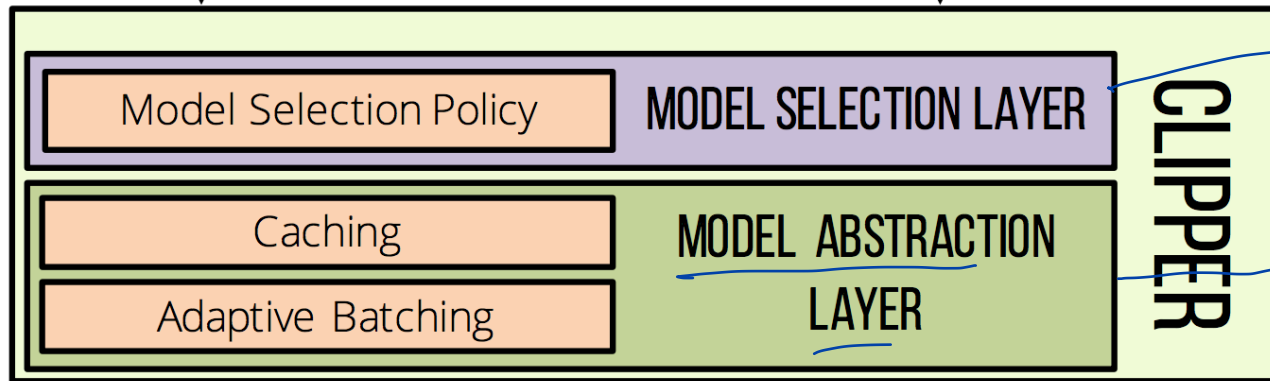 Model Selection Policy
MODEL SELECTION LAYER
Caching
Adaptive Batching
MODEL ABSTRACTION
LAYER
CLIPPER